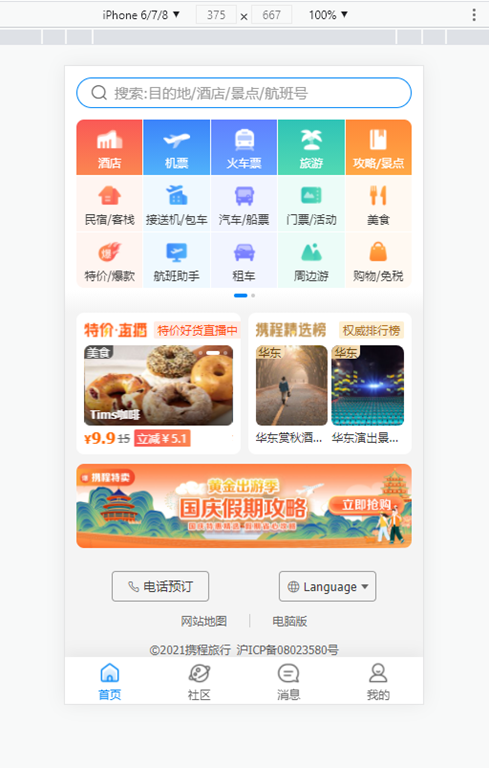 iPhone 6/7/8 ▼ 375 × 667 100% ▼
搜索:目的地/酒店/景点/航班号
酒店 机票 火车票 旅游 攻略/景点
民宿/客栈 接送机/包车 汽车/船票 门票/活动 美食
爆
特价/爆款 航班助手 租车 周边游 购物/免税
特价·直播 特价好货直播中 携程精选榜 权威排行榜
美食 华东 华东
Tims咖啡
¥9.9 15 立减¥5.1 华东赏秋酒... 华东演出景...
携程特卖
黄金出游季
国庆假期攻略
立即抢购
电话预订 Language
网站地图 电脑版
©2021携程旅行 沪ICP备08023580号
首页 社区 消息 我的